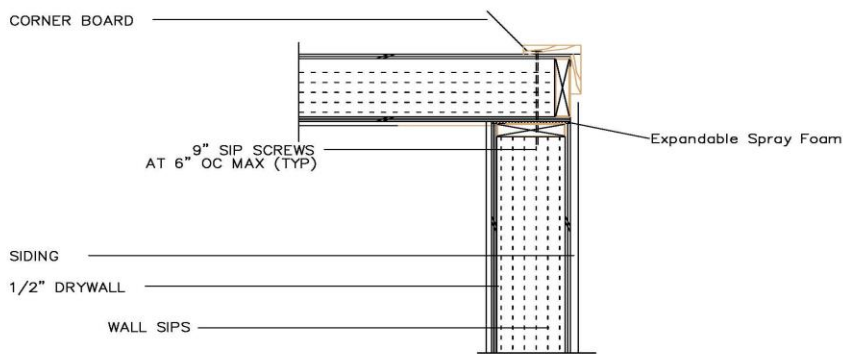 CORNER BOARD
Expandable Spray Foam
9" SIP SCREWS
AT 6" OC MAX (TYP)
SIDING
1/2" DRYWALL
WALL SIPS